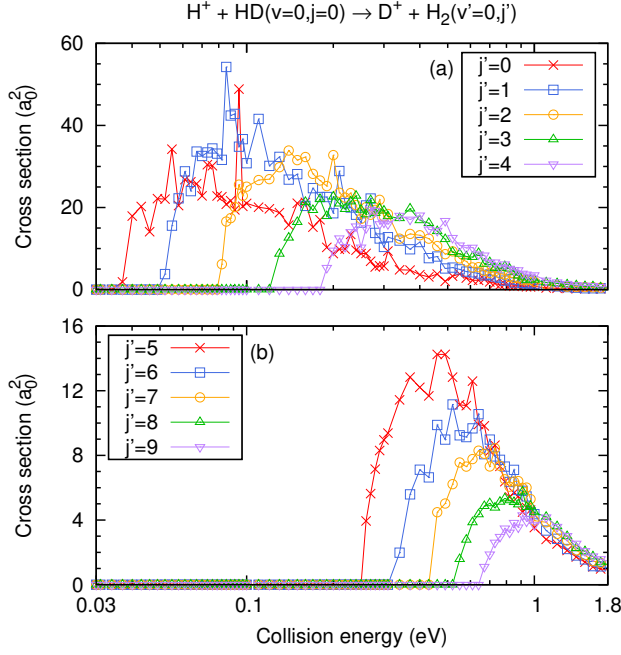 H⁺ + HD(v=0,j=0) → D⁺ + H₂(v'=0,j')
Cross section (a₀²)
60
40
20
0
(a)
j'=0
j'=1
j'=2
j'=3
j'=4
Cross section (a₀²)
16
12
8
4
0
j'=5
j'=6
j'=7
j'=8
j'=9
(b)
0.03
0.1
1
1.8
Collision energy (eV)